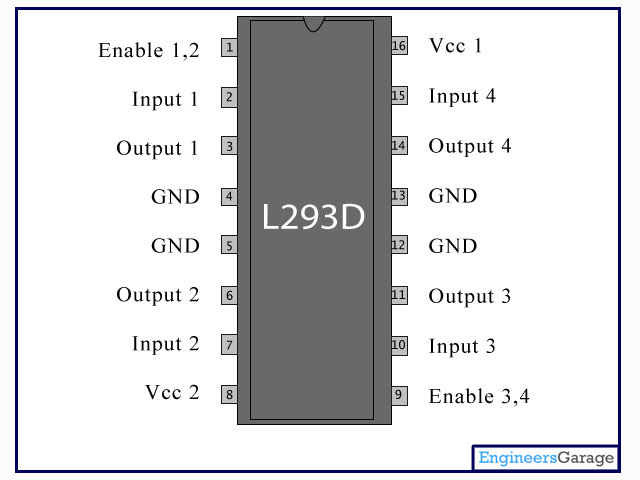 Enable 1,2 1 16 Vcc 1
Input 1 2 15 Input 4
Output 1 3 14 Output 4
GND 4 13 GND
L293D
GND 5 12 GND
Output 2 6 11 Output 3
Input 2 7 10 Input 3
Vcc 2 8 9 Enable 3,4
EngineersGarage